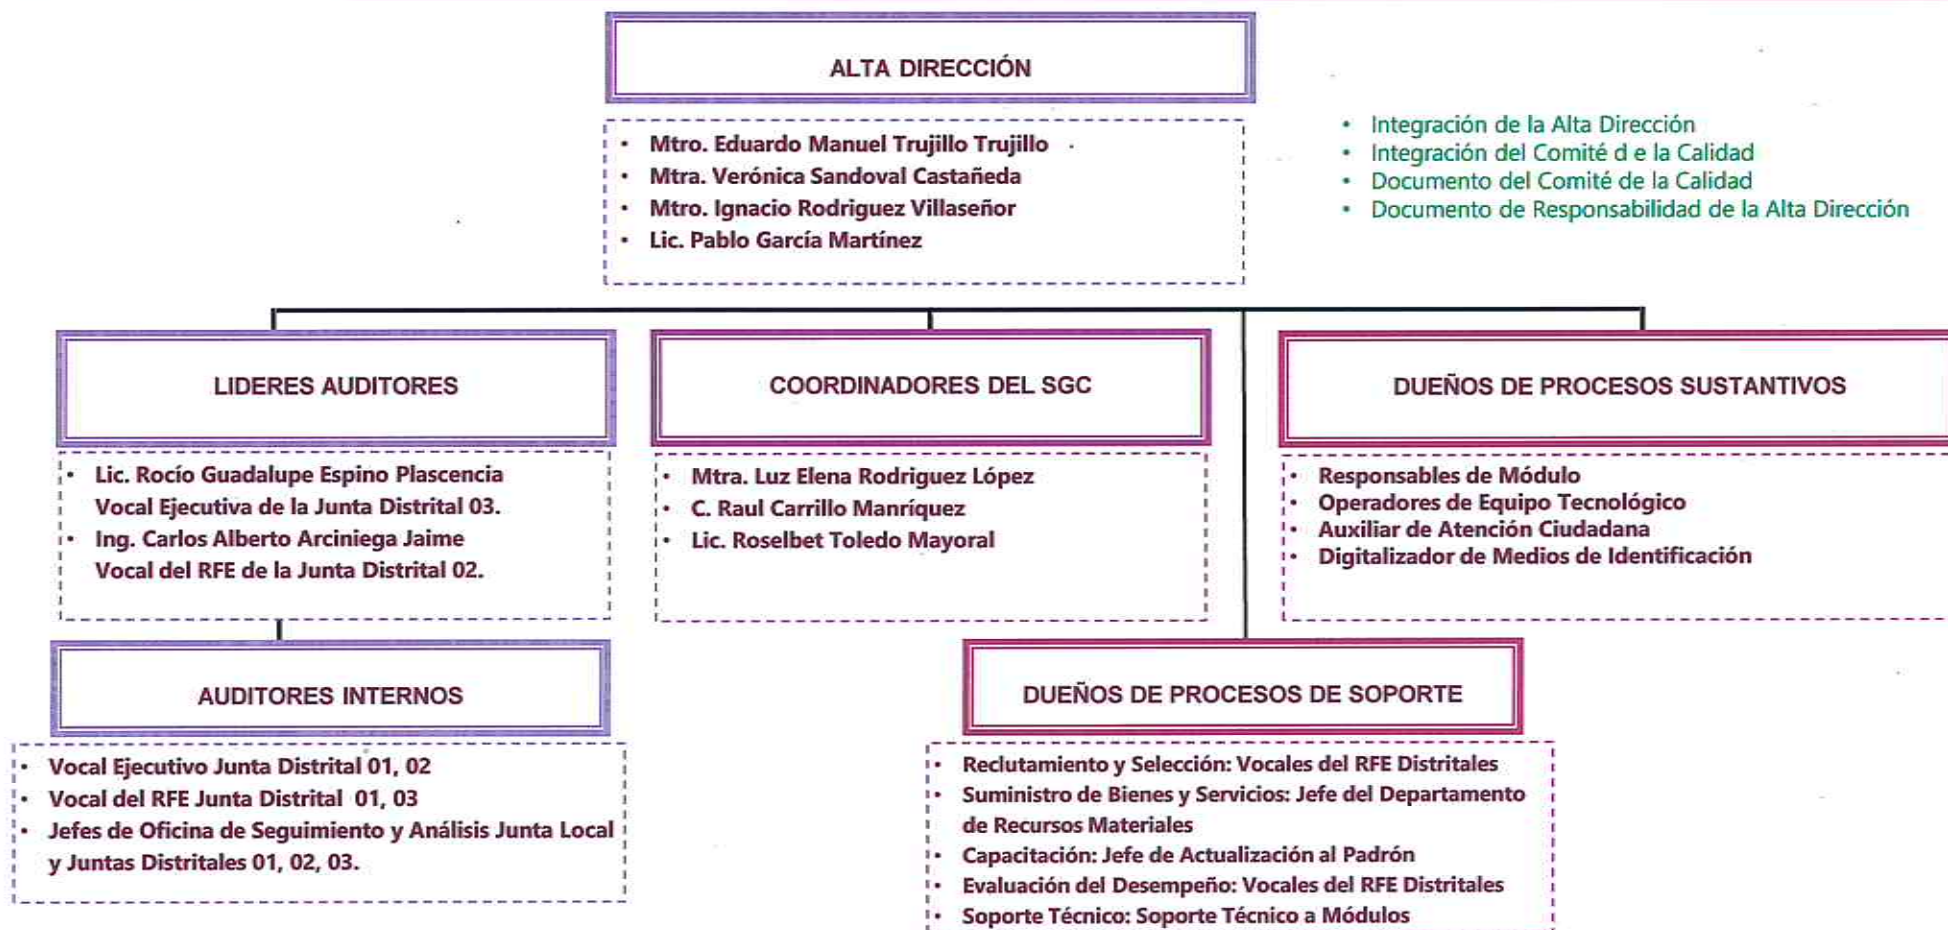 ALTA DIRECCIÓN
• Mtro. Eduardo Manuel Trujillo Trujillo
• Mtra. Verónica Sandoval Castañeda
• Mtro. Ignacio Rodriguez Villaseñor
• Lic. Pablo García Martínez
• Integración de la Alta Dirección
• Integración del Comité d e la Calidad
• Documento del Comité de la Calidad
• Documento de Responsabilidad de la Alta Dirección
LIDERES AUDITORES
• Lic. Rocío Guadalupe Espino Plascencia
Vocal Ejecutiva de la Junta Distrital 03.
• Ing. Carlos Alberto Arciniega Jaime
Vocal del RFE de la Junta Distrital 02.
COORDINADORES DEL SGC
• Mtra. Luz Elena Rodriguez López
• C. Raul Carrillo Manríquez
• Lic. Roselbet Toledo Mayoral
DUEÑOS DE PROCESOS SUSTANTIVOS
• Responsables de Módulo
• Operadores de Equipo Tecnológico
• Auxiliar de Atención Ciudadana
• Digitalizador de Medios de Identificación
AUDITORES INTERNOS
• Vocal Ejecutivo Junta Distrital 01, 02
• Vocal del RFE Junta Distrital 01, 03
• Jefes de Oficina de Seguimiento y Análisis Junta Local
y Juntas Distritales 01, 02, 03.
DUEÑOS DE PROCESOS DE SOPORTE
• Reclutamiento y Selección: Vocales del RFE Distritales
• Suministro de Bienes y Servicios: Jefe del Departamento
de Recursos Materiales
• Capacitación: Jefe de Actualización al Padrón
• Evaluación del Desempeño: Vocales del RFE Distritales
• Soporte Técnico: Soporte Técnico a Módulos